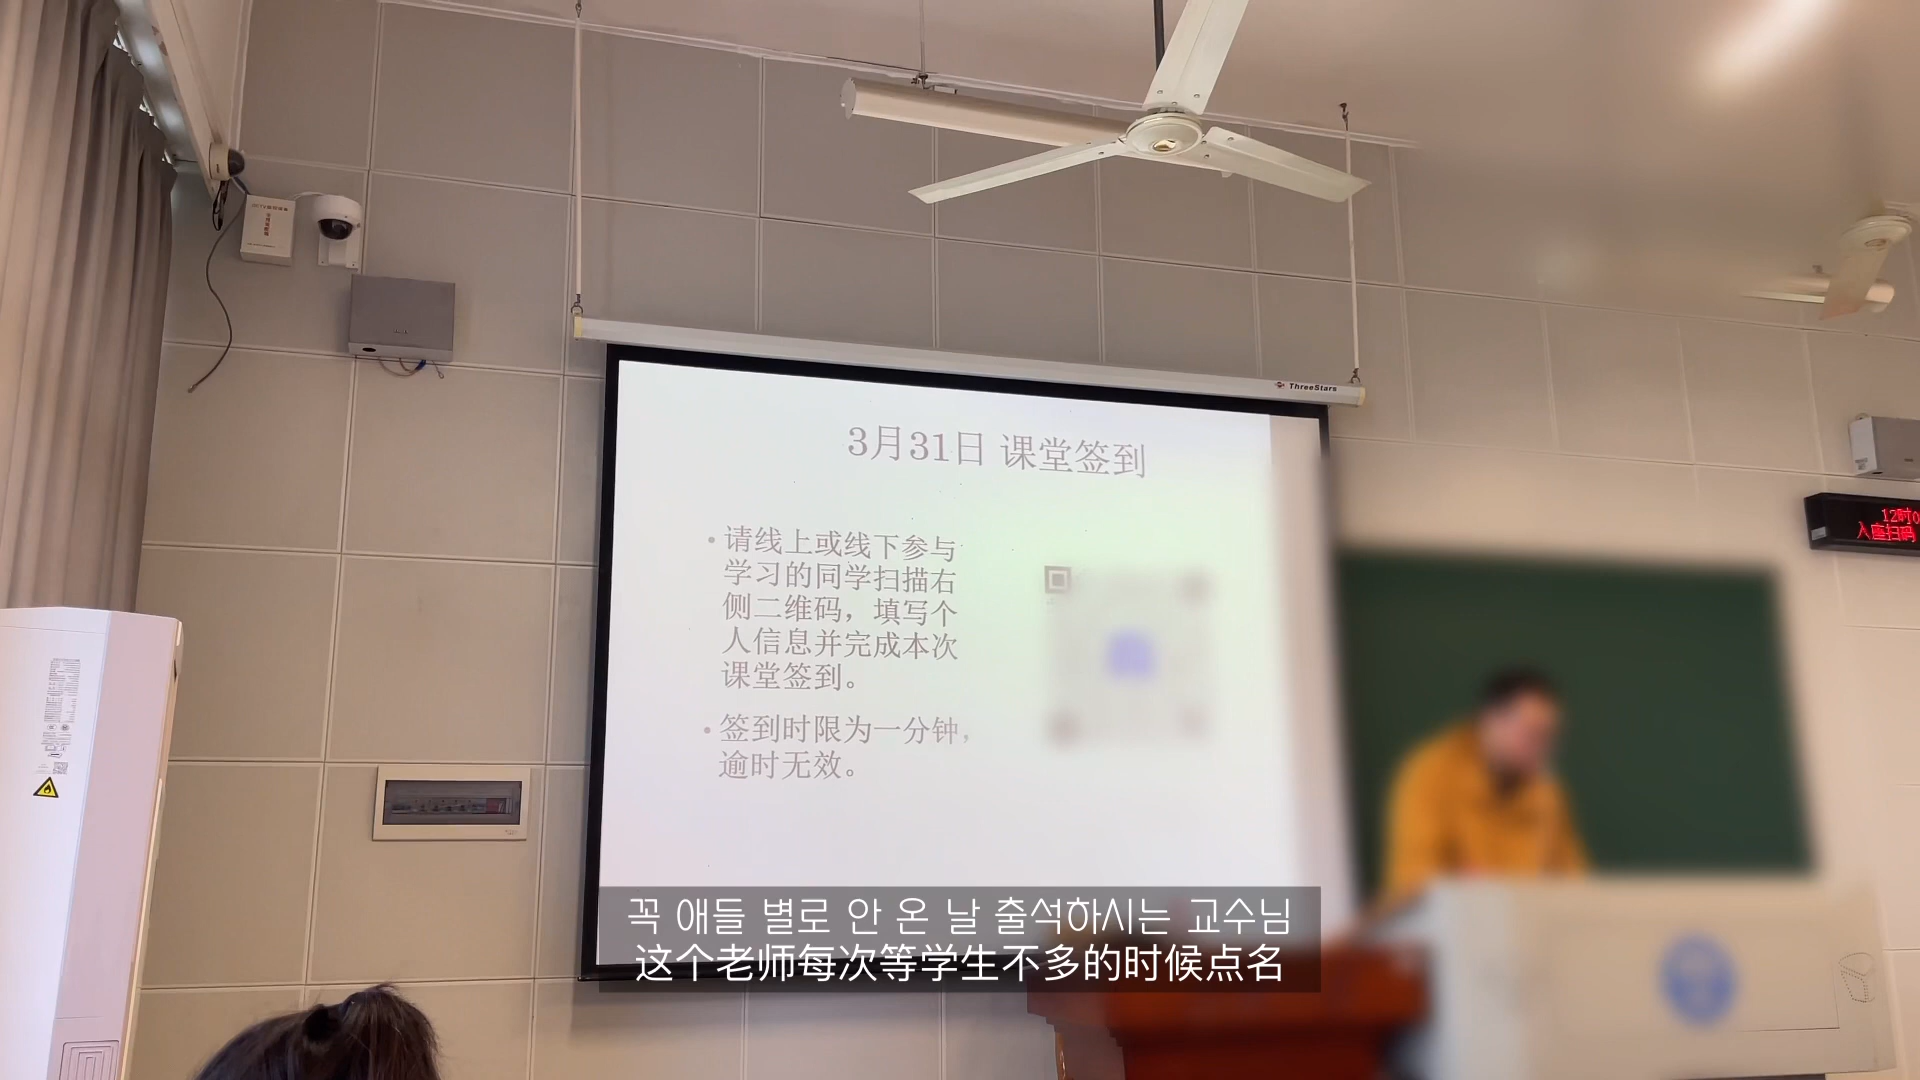 ThreeStars
3月31日 课堂签到
• 请线上或线下参与
学习的同学扫描右
侧二维码，填写个
人信息并完成本次
课堂签到。
• 签到时限为一分钟，
逾时无效。
12时0
入座扫码
꼭 애들 별로 안 온 날 출석하시는 교수님
这个老师每次等学生不多的时候点名